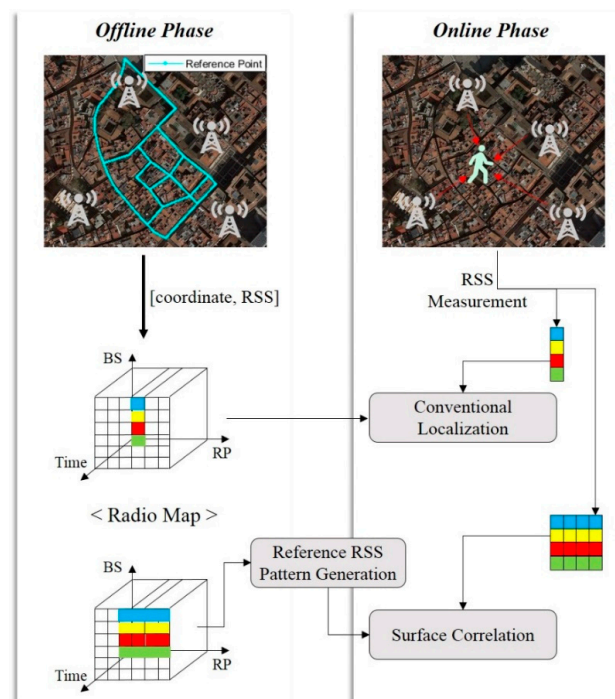 Offline Phase
Online Phase
Reference Point
[coordinate, RSS]
RSS
Measurement
BS
RP
Time
Conventional
Localization
< Radio Map >
Reference RSS
Pattern Generation
BS
RP
Time
Surface Correlation